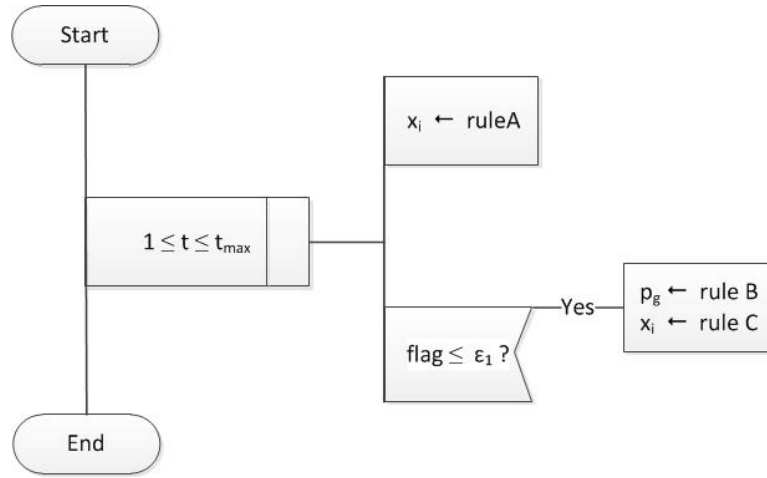 Start
xᵢ ← ruleA
1 ≤ t ≤ tₘₐₓ
Yes
p_g ← rule B
xᵢ ← rule C
flag ≤ ε₁ ?
End